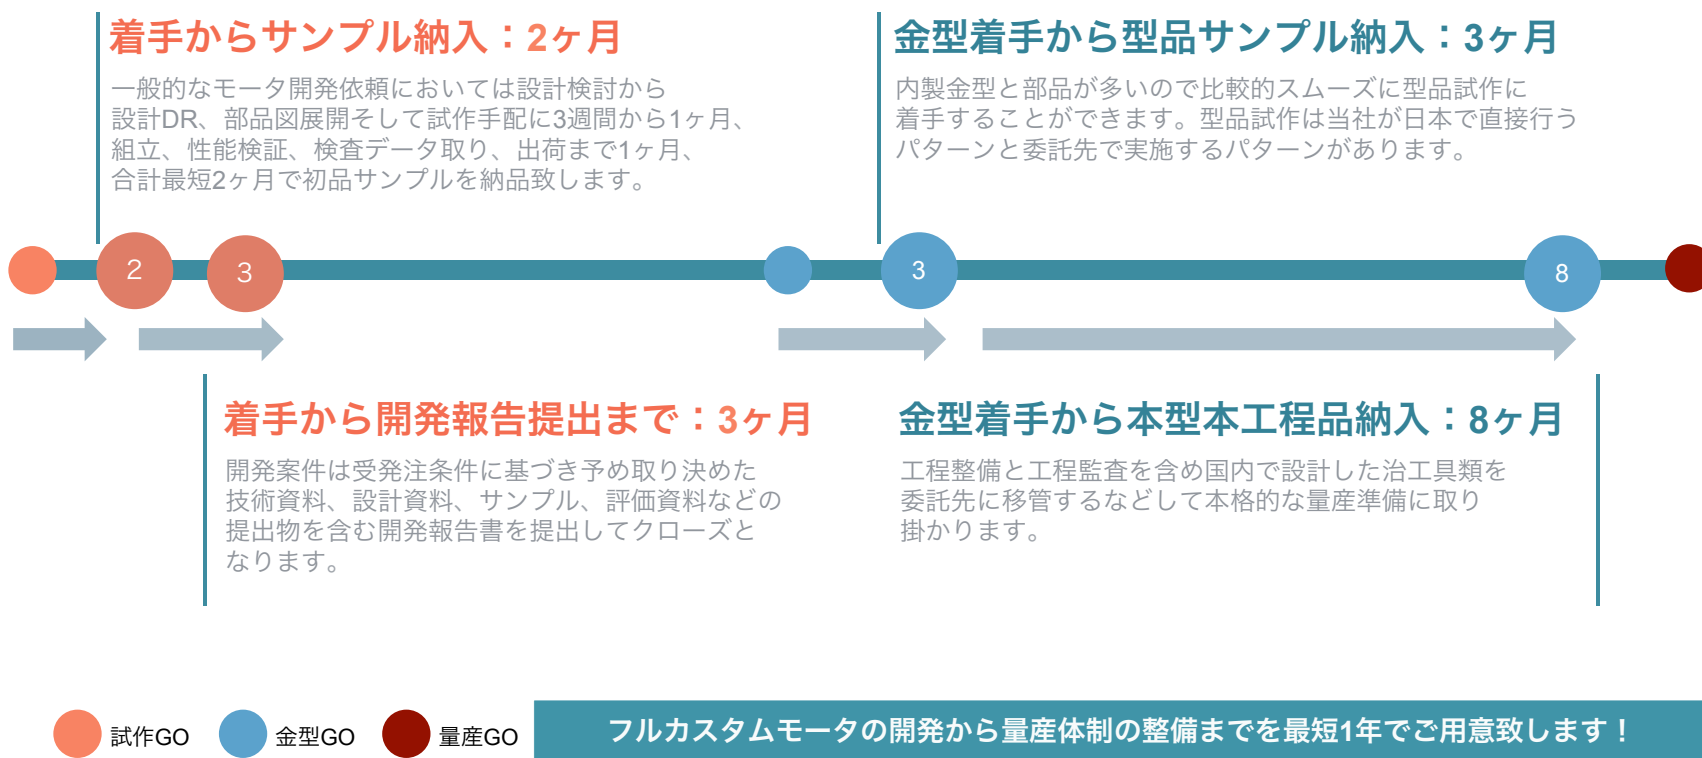 着手からサンプル納入：2ヶ月
一般的なモータ開発依頼においては設計検討から
設計DR、部品図展開そして試作手配に3週間から1ヶ月、
組立、性能検証、検査データ取り、出荷まで1ヶ月、
合計最短2ヶ月で初品サンプルを納品致します。
金型着手から型品サンプル納入：3ヶ月
内製金型と部品が多いので比較的スムーズに型品試作に
着手することができます。型品試作は当社が日本で直接行う
パターンと委託先で実施するパターンがあります。
2
3
3
8
着手から開発報告提出まで：3ヶ月
開発案件は受発注条件に基づき予め取り決めた
技術資料、設計資料、サンプル、評価資料などの
提出物を含む開発報告書を提出してクローズと
なります。
金型着手から本型本工程品納入：8ヶ月
工程整備と工程監査を含め国内で設計した治工具類を
委託先に移管するなどして本格的な量産準備に取り
掛かります。
試作GO
金型GO
量産GO
フルカスタムモータの開発から量産体制の整備までを最短1年でご用意致します！